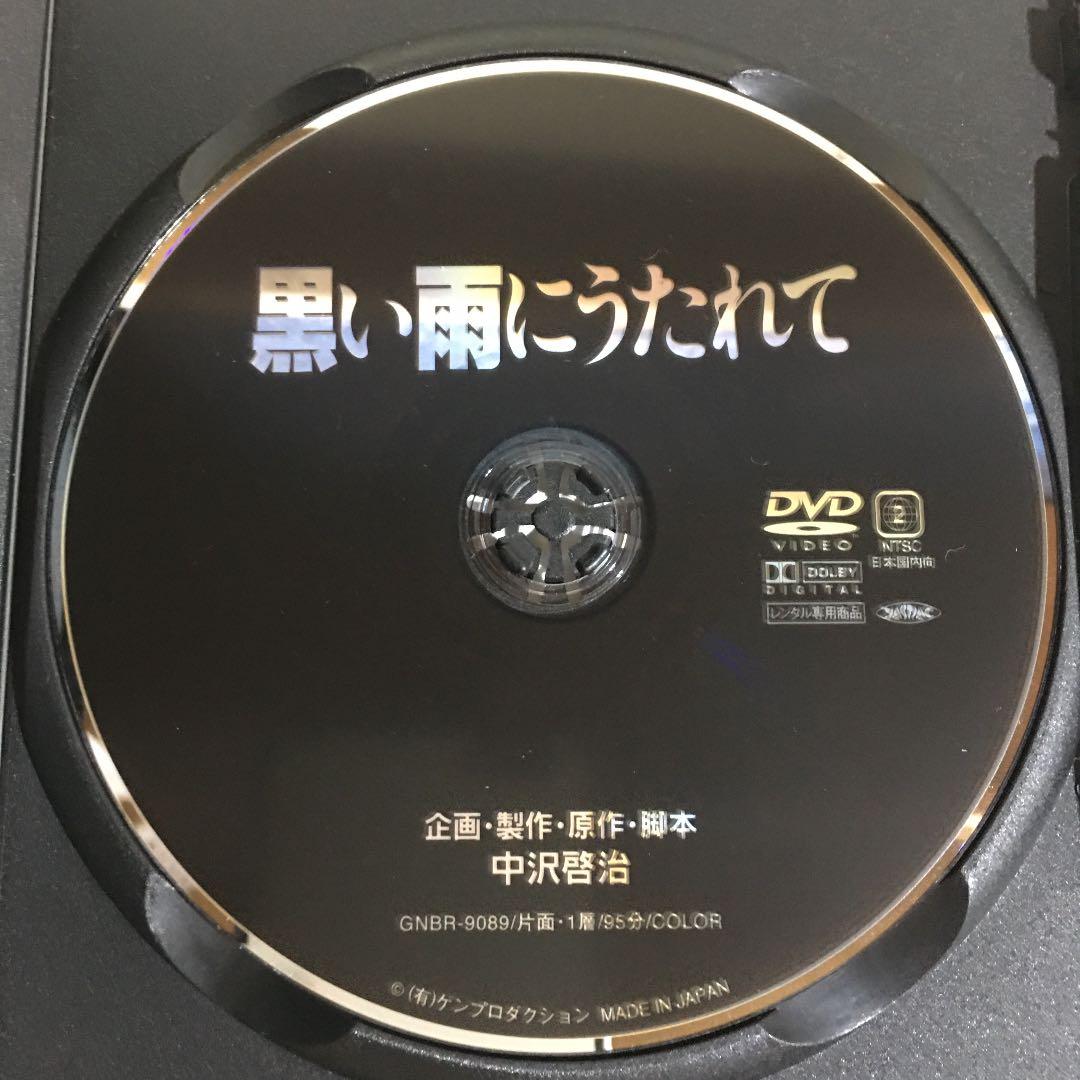 黒い雨にうたれて
DVD
VIDEO
2
NTSC
日本国内向
DOLBY
DIGITAL
レンタル専用商品
企画・製作・原作・脚本
中沢啓治
GNBR-9089/片面・1層/95分/COLOR
© (有)ゲンプロダクション MADE IN JAPAN